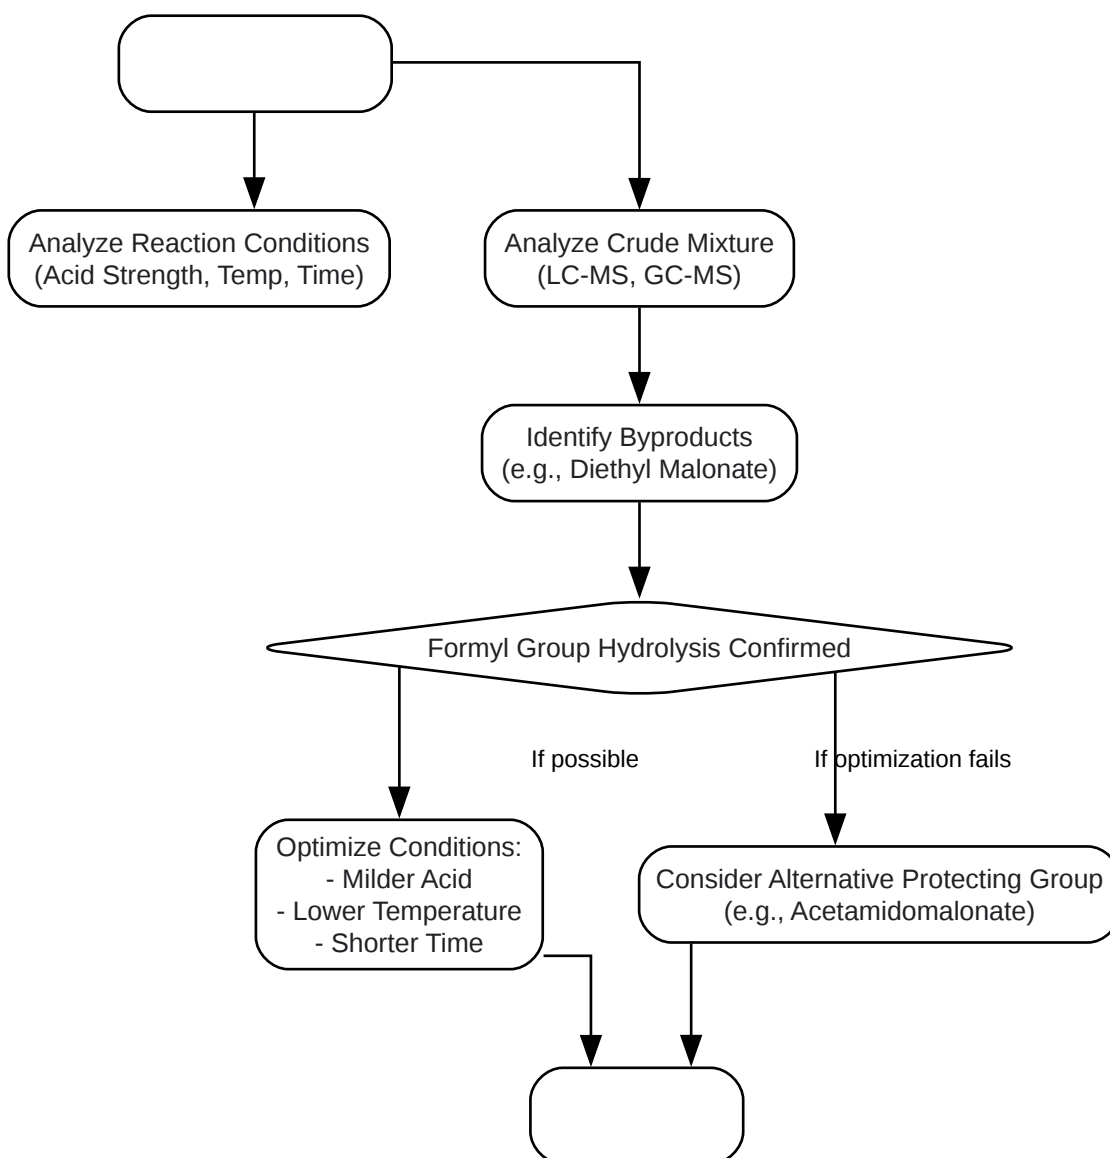 Analyze Reaction Conditions
(Acid Strength, Temp, Time)
Analyze Crude Mixture
(LC-MS, GC-MS)
Identify Byproducts
(e.g., Diethyl Malonate)
Formyl Group Hydrolysis Confirmed
If possible
If optimization fails
Optimize Conditions:
- Milder Acid
- Lower Temperature
- Shorter Time
Consider Alternative Protecting Group
(e.g., Acetamidomalonate)